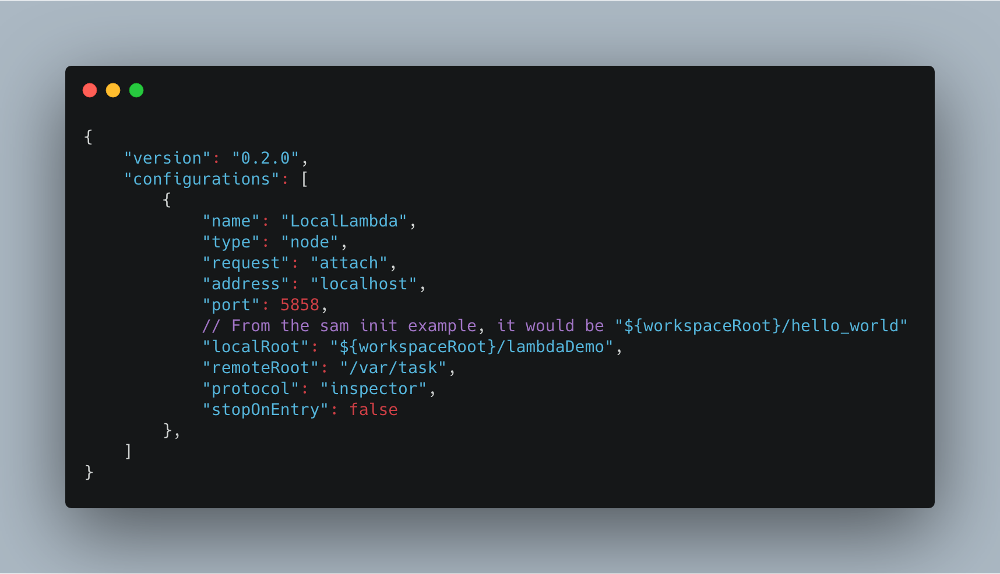 {
    "version": "0.2.0",
    "configurations": [
        {
            "name": "LocalLambda",
            "type": "node",
            "request": "attach",
            "address": "localhost",
            "port": 5858,
            // From the sam init example, it would be "${workspaceRoot}/hello_world"
            "localRoot": "${workspaceRoot}/lambdaDemo",
            "remoteRoot": "/var/task",
            "protocol": "inspector",
            "stopOnEntry": false
        },
    ]
}